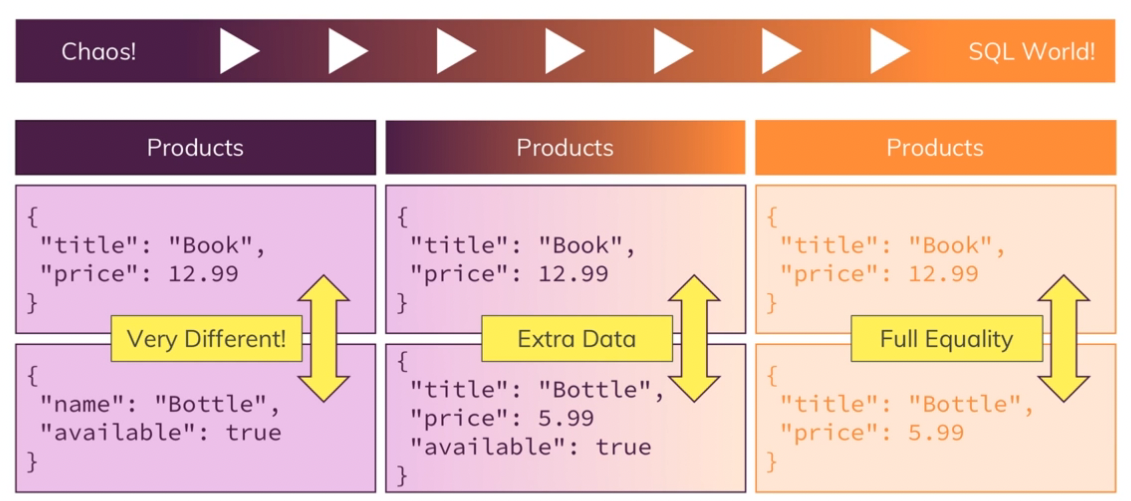 Chaos!
SQL World!
Products
{
"title": "Book",
"price": 12.99
}
Very Different!
{
"name": "Bottle",
"available": true
}
Products
{
"title": "Book",
"price": 12.99
}
Extra Data
{
"title": "Bottle",
"price": 5.99
"available": true
}
Products
{
"title": "Book",
"price": 12.99
}
Full Equality
{
"title": "Bottle",
"price": 5.99
}